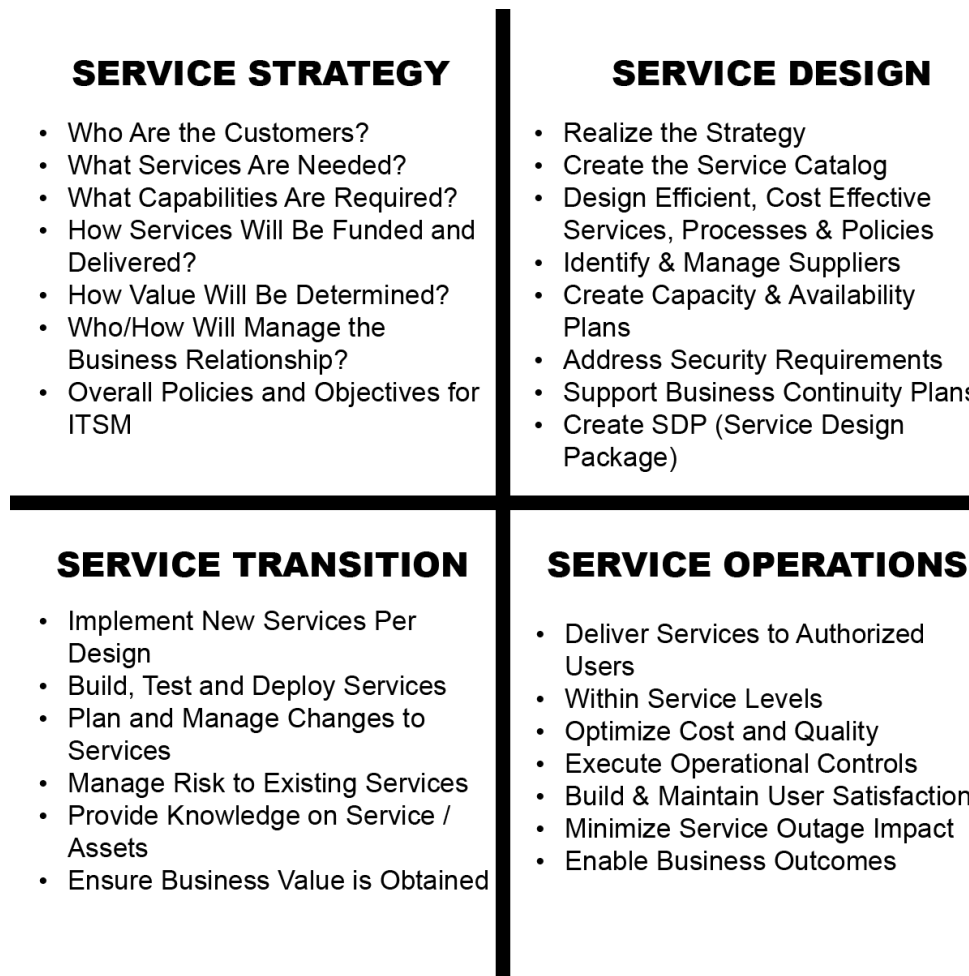 SERVICE STRATEGY
• Who Are the Customers?
• What Services Are Needed?
• What Capabilities Are Required?
• How Services Will Be Funded and
Delivered?
• How Value Will Be Determined?
• Who/How Will Manage the
Business Relationship?
• Overall Policies and Objectives for
ITSM
SERVICE DESIGN
• Realize the Strategy
• Create the Service Catalog
• Design Efficient, Cost Effective
Services, Processes & Policies
• Identify & Manage Suppliers
• Create Capacity & Availability
Plans
• Address Security Requirements
• Support Business Continuity Plans
• Create SDP (Service Design
Package)
SERVICE TRANSITION
• Implement New Services Per
Design
• Build, Test and Deploy Services
• Plan and Manage Changes to
Services
• Manage Risk to Existing Services
• Provide Knowledge on Service /
Assets
• Ensure Business Value is Obtained
SERVICE OPERATIONS
• Deliver Services to Authorized
Users
• Within Service Levels
• Optimize Cost and Quality
• Execute Operational Controls
• Build & Maintain User Satisfaction
• Minimize Service Outage Impact
• Enable Business Outcomes